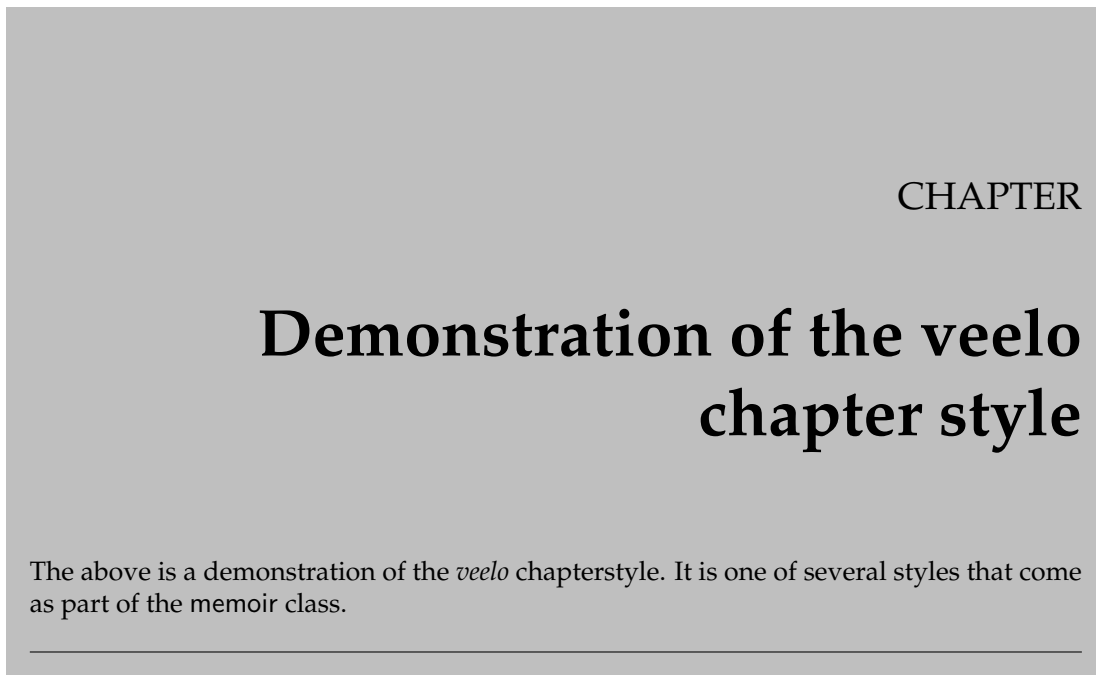 CHAPTER
Demonstration of the veelo
chapter style
The above is a demonstration of the veelo chapterstyle. It is one of several styles that come
as part of the memoir class.